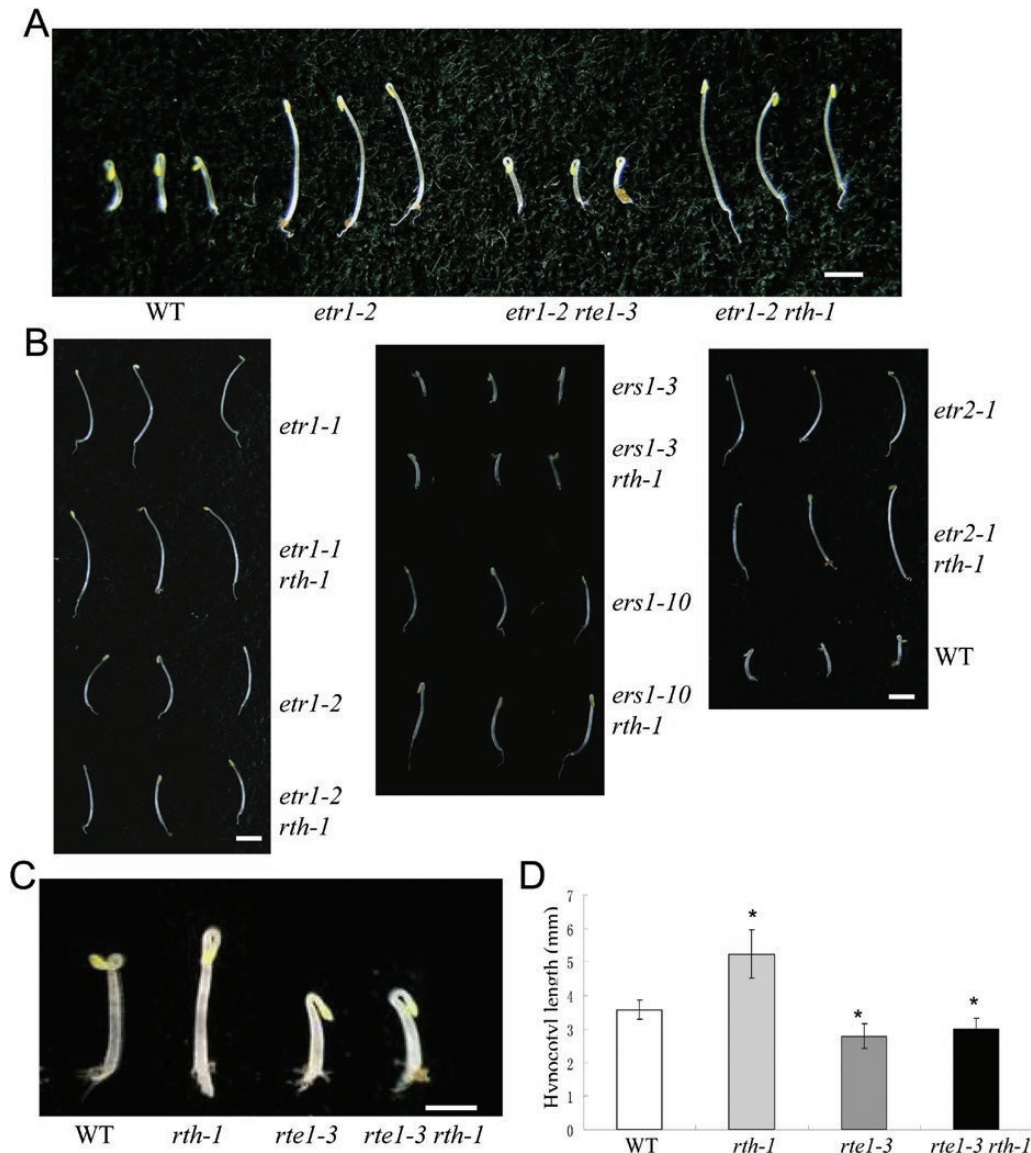 A
WT etr1-2 etr1-2 rte1-3 etr1-2 rth-1
B
etr1-1
etr1-1
rth-1
etr1-2
etr1-2
rth-1
ers1-3
ers1-3
rth-1
ers1-10
ers1-10
rth-1
etr2-1
etr2-1
rth-1
WT
C
WT rth-1 rte1-3 rte1-3 rth-1
D
Hypocotyl length (mm)
7
6
5
4
3
2
1
0
*
*
*
WT rth-1 rte1-3 rte1-3 rth-1